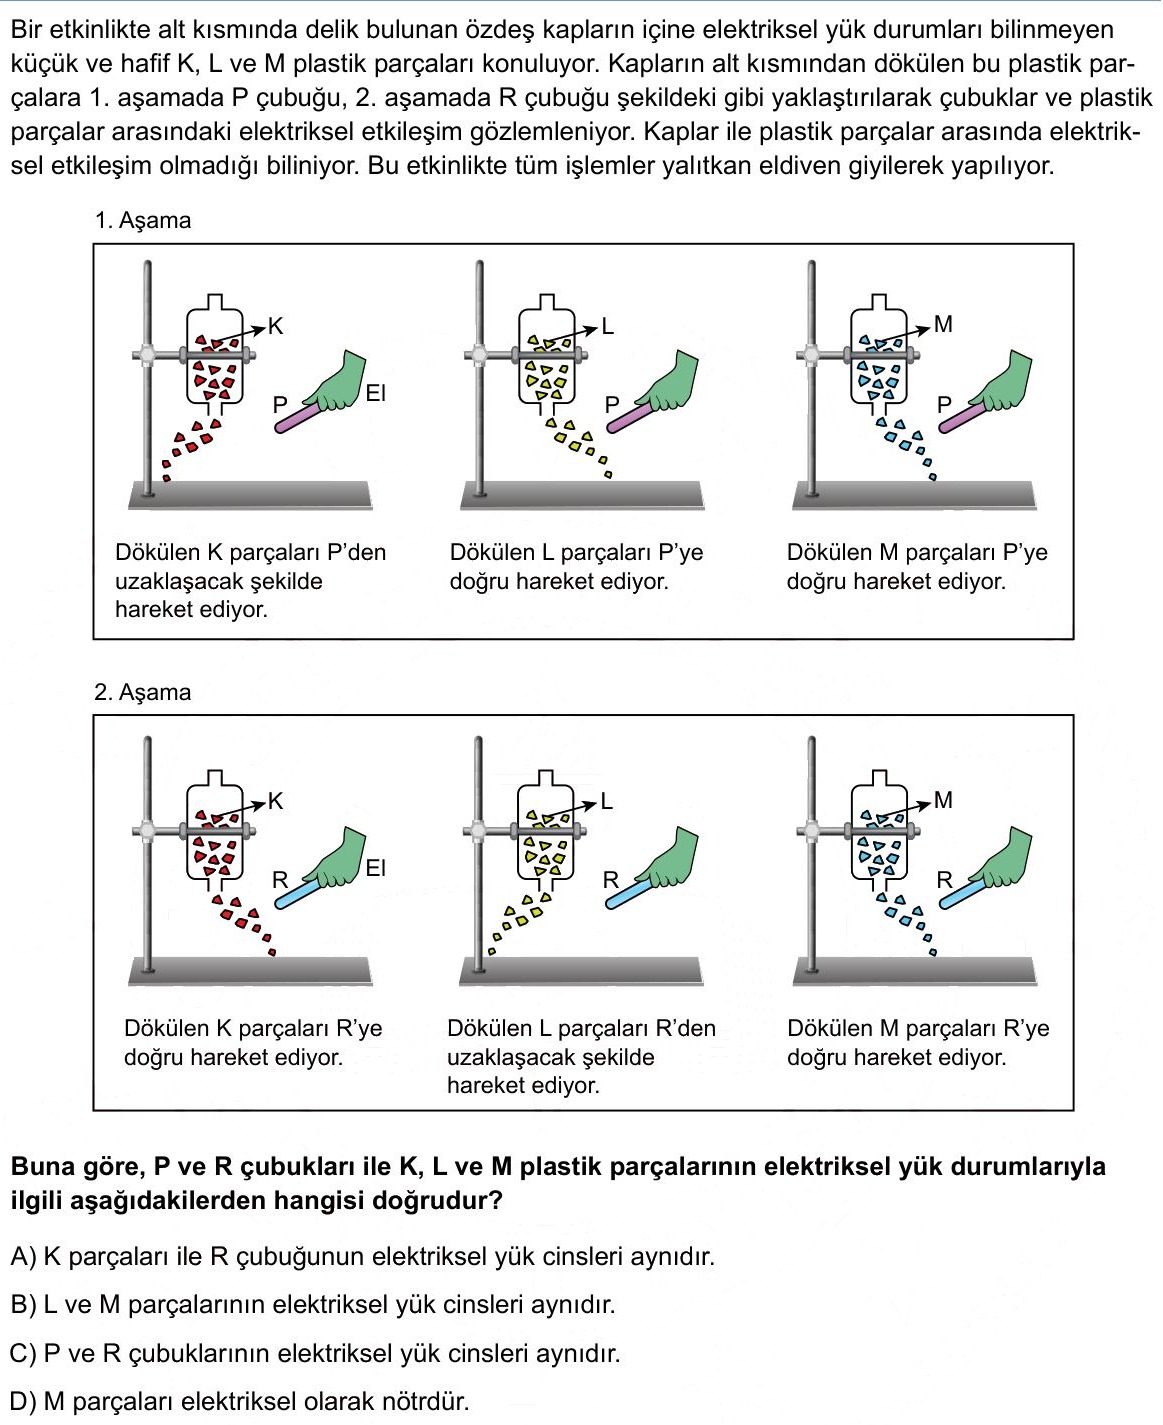 Bir etkinlikte alt kısmında delik bulunan özdeş kapların içine elektriksel yük durumları bilinmeyen
küçük ve hafif K, L ve M plastik parçaları konuluyor. Kapların alt kısmından dökülen bu plastik par-
çalara 1. aşamada P çubuğu, 2. aşamada R çubuğu şekildeki gibi yaklaştırılarak çubuklar ve plastik
parçalar arasındaki elektriksel etkileşim gözlemleniyor. Kaplar ile plastik parçalar arasında elektrik-
sel etkileşim olmadığı biliniyor. Bu etkinlikte tüm işlemler yalıtkan eldiven giyilerek yapılıyor.
1. Aşama
K
P
El
L
P
M
P
Dökülen K parçaları P’den
uzaklaşacak şekilde
hareket ediyor.
Dökülen L parçaları P’ye
doğru hareket ediyor.
Dökülen M parçaları P’ye
doğru hareket ediyor.
2. Aşama
K
R
El
L
R
M
R
Dökülen K parçaları R’ye
doğru hareket ediyor.
Dökülen L parçaları R’den
uzaklaşacak şekilde
hareket ediyor.
Dökülen M parçaları R’ye
doğru hareket ediyor.
Buna göre, P ve R çubukları ile K, L ve M plastik parçalarının elektriksel yük durumlarıyla
ilgili aşağıdakilerden hangisi doğrudur?
A) K parçaları ile R çubuğunun elektriksel yük cinsleri aynıdır.
B) L ve M parçalarının elektriksel yük cinsleri aynıdır.
C) P ve R çubuklarının elektriksel yük cinsleri aynıdır.
D) M parçaları elektriksel olarak nötrdür.